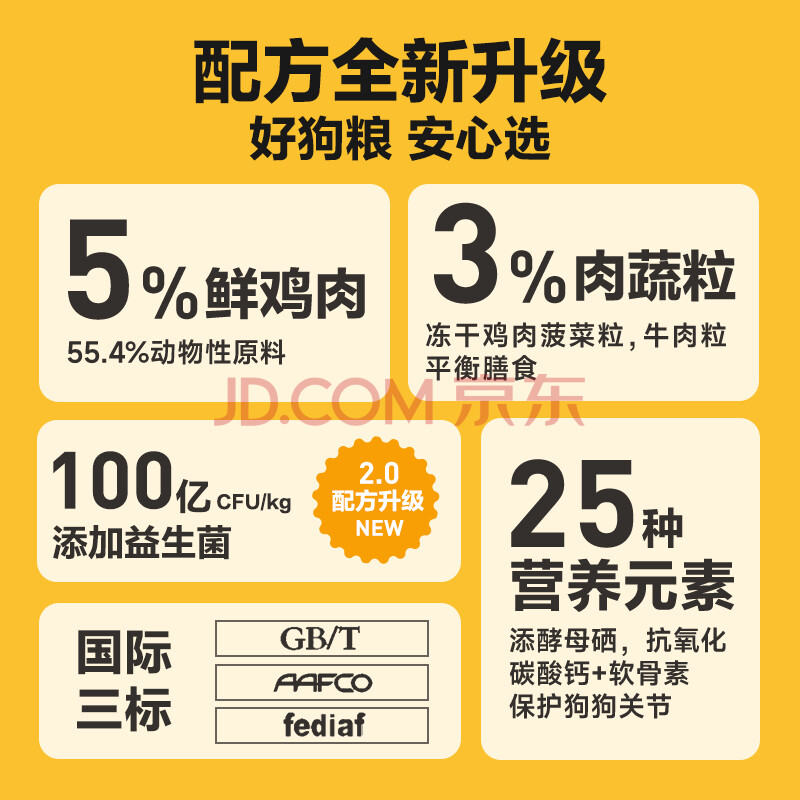 配方全新升级
好狗粮 安心选
5%鲜鸡肉
55.4%动物性原料
3%肉蔬粒
冻干鸡肉菠菜粒，牛肉粒
平衡膳食
JD.COM 京东
100亿 CFU/kg
添加益生菌
2.0
配方升级
NEW
25种
营养元素
添酵母硒，抗氧化
碳酸钙+软骨素
保护狗狗关节
国际
三标
GB/T
AAFCO
fediaf